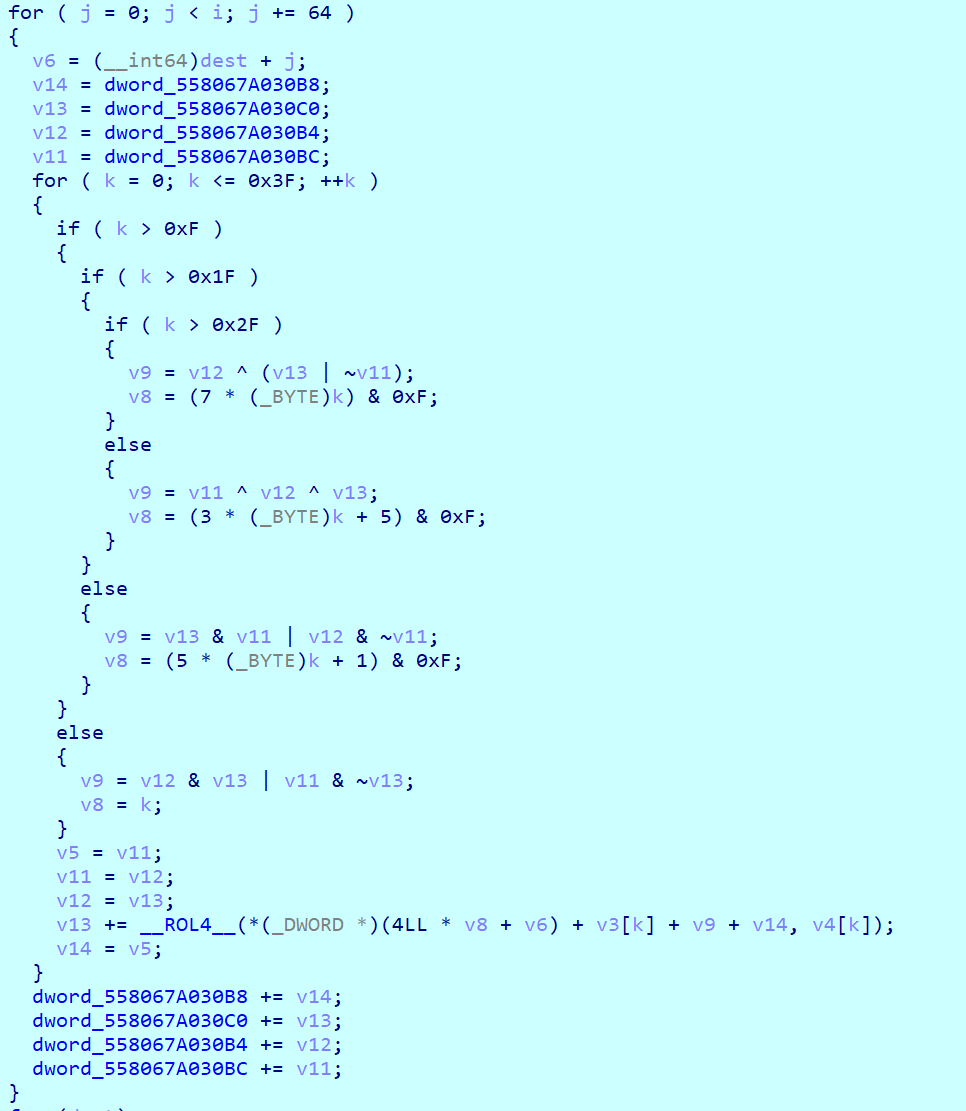 for ( j = 0; j < i; j += 64 )
{
  v6 = (__int64)dest + j;
  v14 = dword_558067A030B8;
  v13 = dword_558067A030C0;
  v12 = dword_558067A030B4;
  v11 = dword_558067A030BC;
  for ( k = 0; k <= 0x3F; ++k )
  {
    if ( k > 0xF )
    {
      if ( k > 0x1F )
      {
        if ( k > 0x2F )
        {
          v9 = v12 ^ (v13 | ~v11);
          v8 = (7 * (_BYTE)k) & 0xF;
        }
        else
        {
          v9 = v11 ^ v12 ^ v13;
          v8 = (3 * (_BYTE)k + 5) & 0xF;
        }
      }
      else
      {
        v9 = v13 & v11 | v12 & ~v11;
        v8 = (5 * (_BYTE)k + 1) & 0xF;
      }
    }
    else
    {
      v9 = v12 & v13 | v11 & ~v13;
      v8 = k;
    }
    v5 = v11;
    v11 = v12;
    v12 = v13;
    v13 += __ROL4__(*(_DWORD *)(4LL * v8 + v6) + v3[k] + v9 + v14, v4[k]);
    v14 = v5;
  }
  dword_558067A030B8 += v14;
  dword_558067A030C0 += v13;
  dword_558067A030B4 += v12;
  dword_558067A030BC += v11;
}